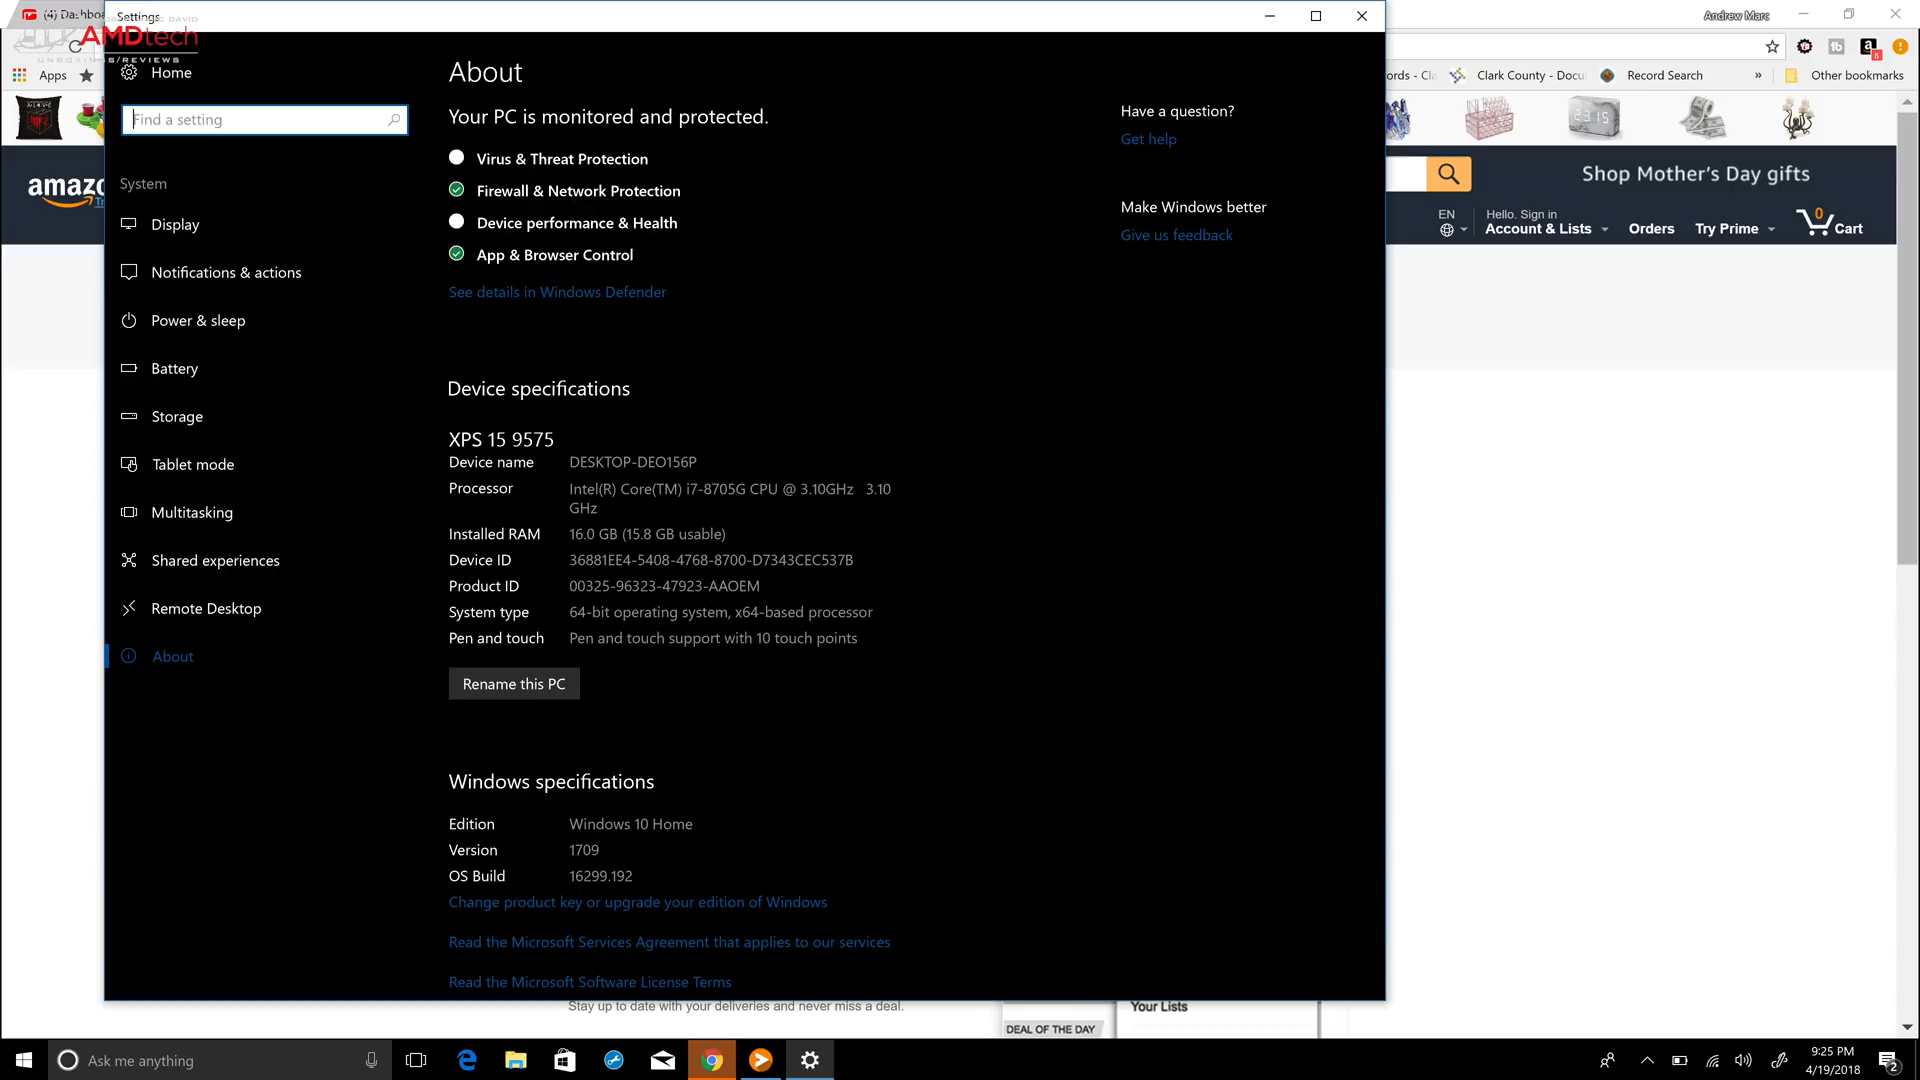 (4) Dashboa
Settings
AMDtech
UNBOXINGS/REVIEWS
Andrew Marc
Apps
ords - Cla
Clark County - Docu
Record Search
»
Other bookmarks
8
Home
Find a setting
System
Display
Notifications & actions
Power & sleep
Battery
Storage
Tablet mode
Multitasking
Shared experiences
Remote Desktop
About
About
Your PC is monitored and protected.
Virus & Threat Protection
Firewall & Network Protection
Device performance & Health
App & Browser Control
See details in Windows Defender
Device specifications
XPS 15 9575
Device name DESKTOP-DEO156P
Processor Intel(R) Core(TM) i7-8705G CPU @ 3.10GHz 3.10
GHz
Installed RAM 16.0 GB (15.8 GB usable)
Device ID 36881EE4-5408-4768-8700-D7343CEC537B
Product ID 00325-96323-47923-AAOEM
System type 64-bit operating system, x64-based processor
Pen and touch Pen and touch support with 10 touch points
Rename this PC
Windows specifications
Edition Windows 10 Home
Version 1709
OS Build 16299.192
Change product key or upgrade your edition of Windows
Read the Microsoft Services Agreement that applies to our services
Read the Microsoft Software License Terms
Have a question?
Get help
Make Windows better
Give us feedback
23:15
amazo
Shop Mother's Day gifts
EN
Hello. Sign in
Account & Lists
Orders
Try Prime
0
Cart
Stay up to date with your deliveries and never miss a deal.
DEAL OF THE DAY
Your Lists
Ask me anything
9:25 PM
4/19/2018
2